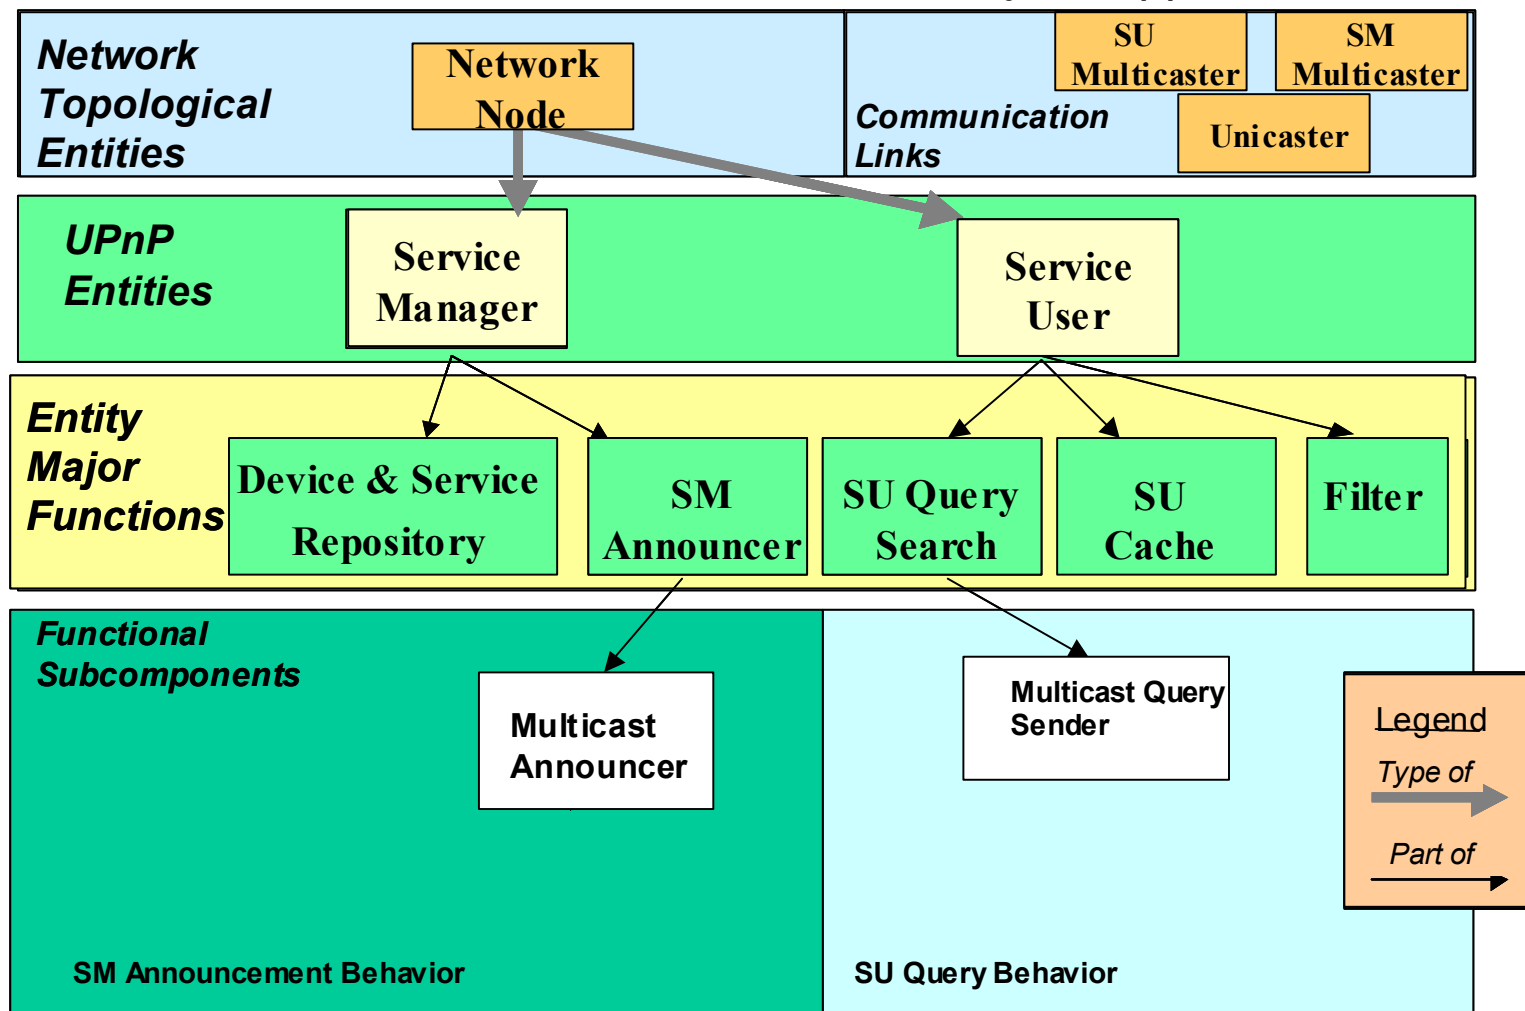 Network
Topological
Entities
Network
Node
SU
Multicaster
SM
Multicaster
Communication
Links
Unicaster
UPnP
Entities
Service
Manager
Service
User
Entity
Major
Functions
Device & Service
Repository
SM
Announcer
SU Query
Search
SU
Cache
Filter
Functional
Subcomponents
Multicast
Announcer
Multicast Query
Sender
Legend
Type of
Part of
SM Announcement Behavior
SU Query Behavior